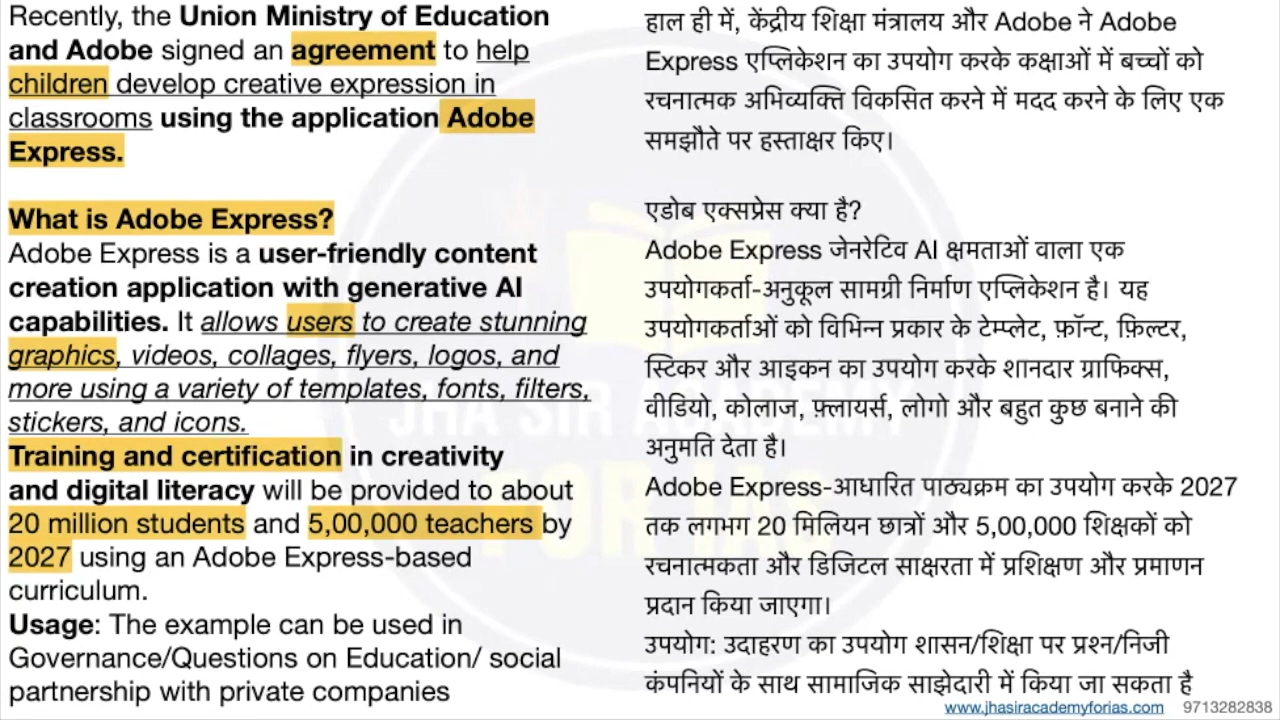 Recently, the Union Ministry of Education
and Adobe signed an agreement to help
children develop creative expression in
classrooms using the application Adobe
Express.
What is Adobe Express?
Adobe Express is a user-friendly content
creation application with generative AI
capabilities. It allows users to create stunning
graphics, videos, collages, flyers, logos, and
more using a variety of templates, fonts, filters,
stickers, and icons.
Training and certification in creativity
and digital literacy will be provided to about
20 million students and 5,00,000 teachers by
2027 using an Adobe Express-based
curriculum.
Usage: The example can be used in
Governance/Questions on Education/ social
partnership with private companies
हाल ही में, केंद्रीय शिक्षा मंत्रालय और Adobe ने Adobe
Express एप्लिकेशन का उपयोग करके कक्षाओं में बच्चों को
रचनात्मक अभिव्यक्ति विकसित करने में मदद करने के लिए एक
समझौते पर हस्ताक्षर किए।
एडोब एक्सप्रेस क्या है?
Adobe Express जेनरेटिव AI क्षमताओं वाला एक
उपयोगकर्ता-अनुकूल सामग्री निर्माण एप्लिकेशन है। यह
उपयोगकर्ताओं को विभिन्न प्रकार के टेम्प्लेट, फ़ॉन्ट, फ़िल्टर,
स्टिकर और आइकन का उपयोग करके शानदार ग्राफिक्स,
वीडियो, कोलाज, फ़्लायर्स, लोगो और बहुत कुछ बनाने की
अनुमति देता है।
Adobe Express-आधारित पाठ्यक्रम का उपयोग करके 2027
तक लगभग 20 मिलियन छात्रों और 5,00,000 शिक्षकों को
रचनात्मकता और डिजिटल साक्षरता में प्रशिक्षण और प्रमाणन
प्रदान किया जाएगा।
उपयोग: उदाहरण का उपयोग शासन/शिक्षा पर प्रश्न/निजी
कंपनियों के साथ सामाजिक साझेदारी में किया जा सकता है
JHA SIR ACADEMY
FOR IAS
www.jhasiracademyforias.com 9713282838